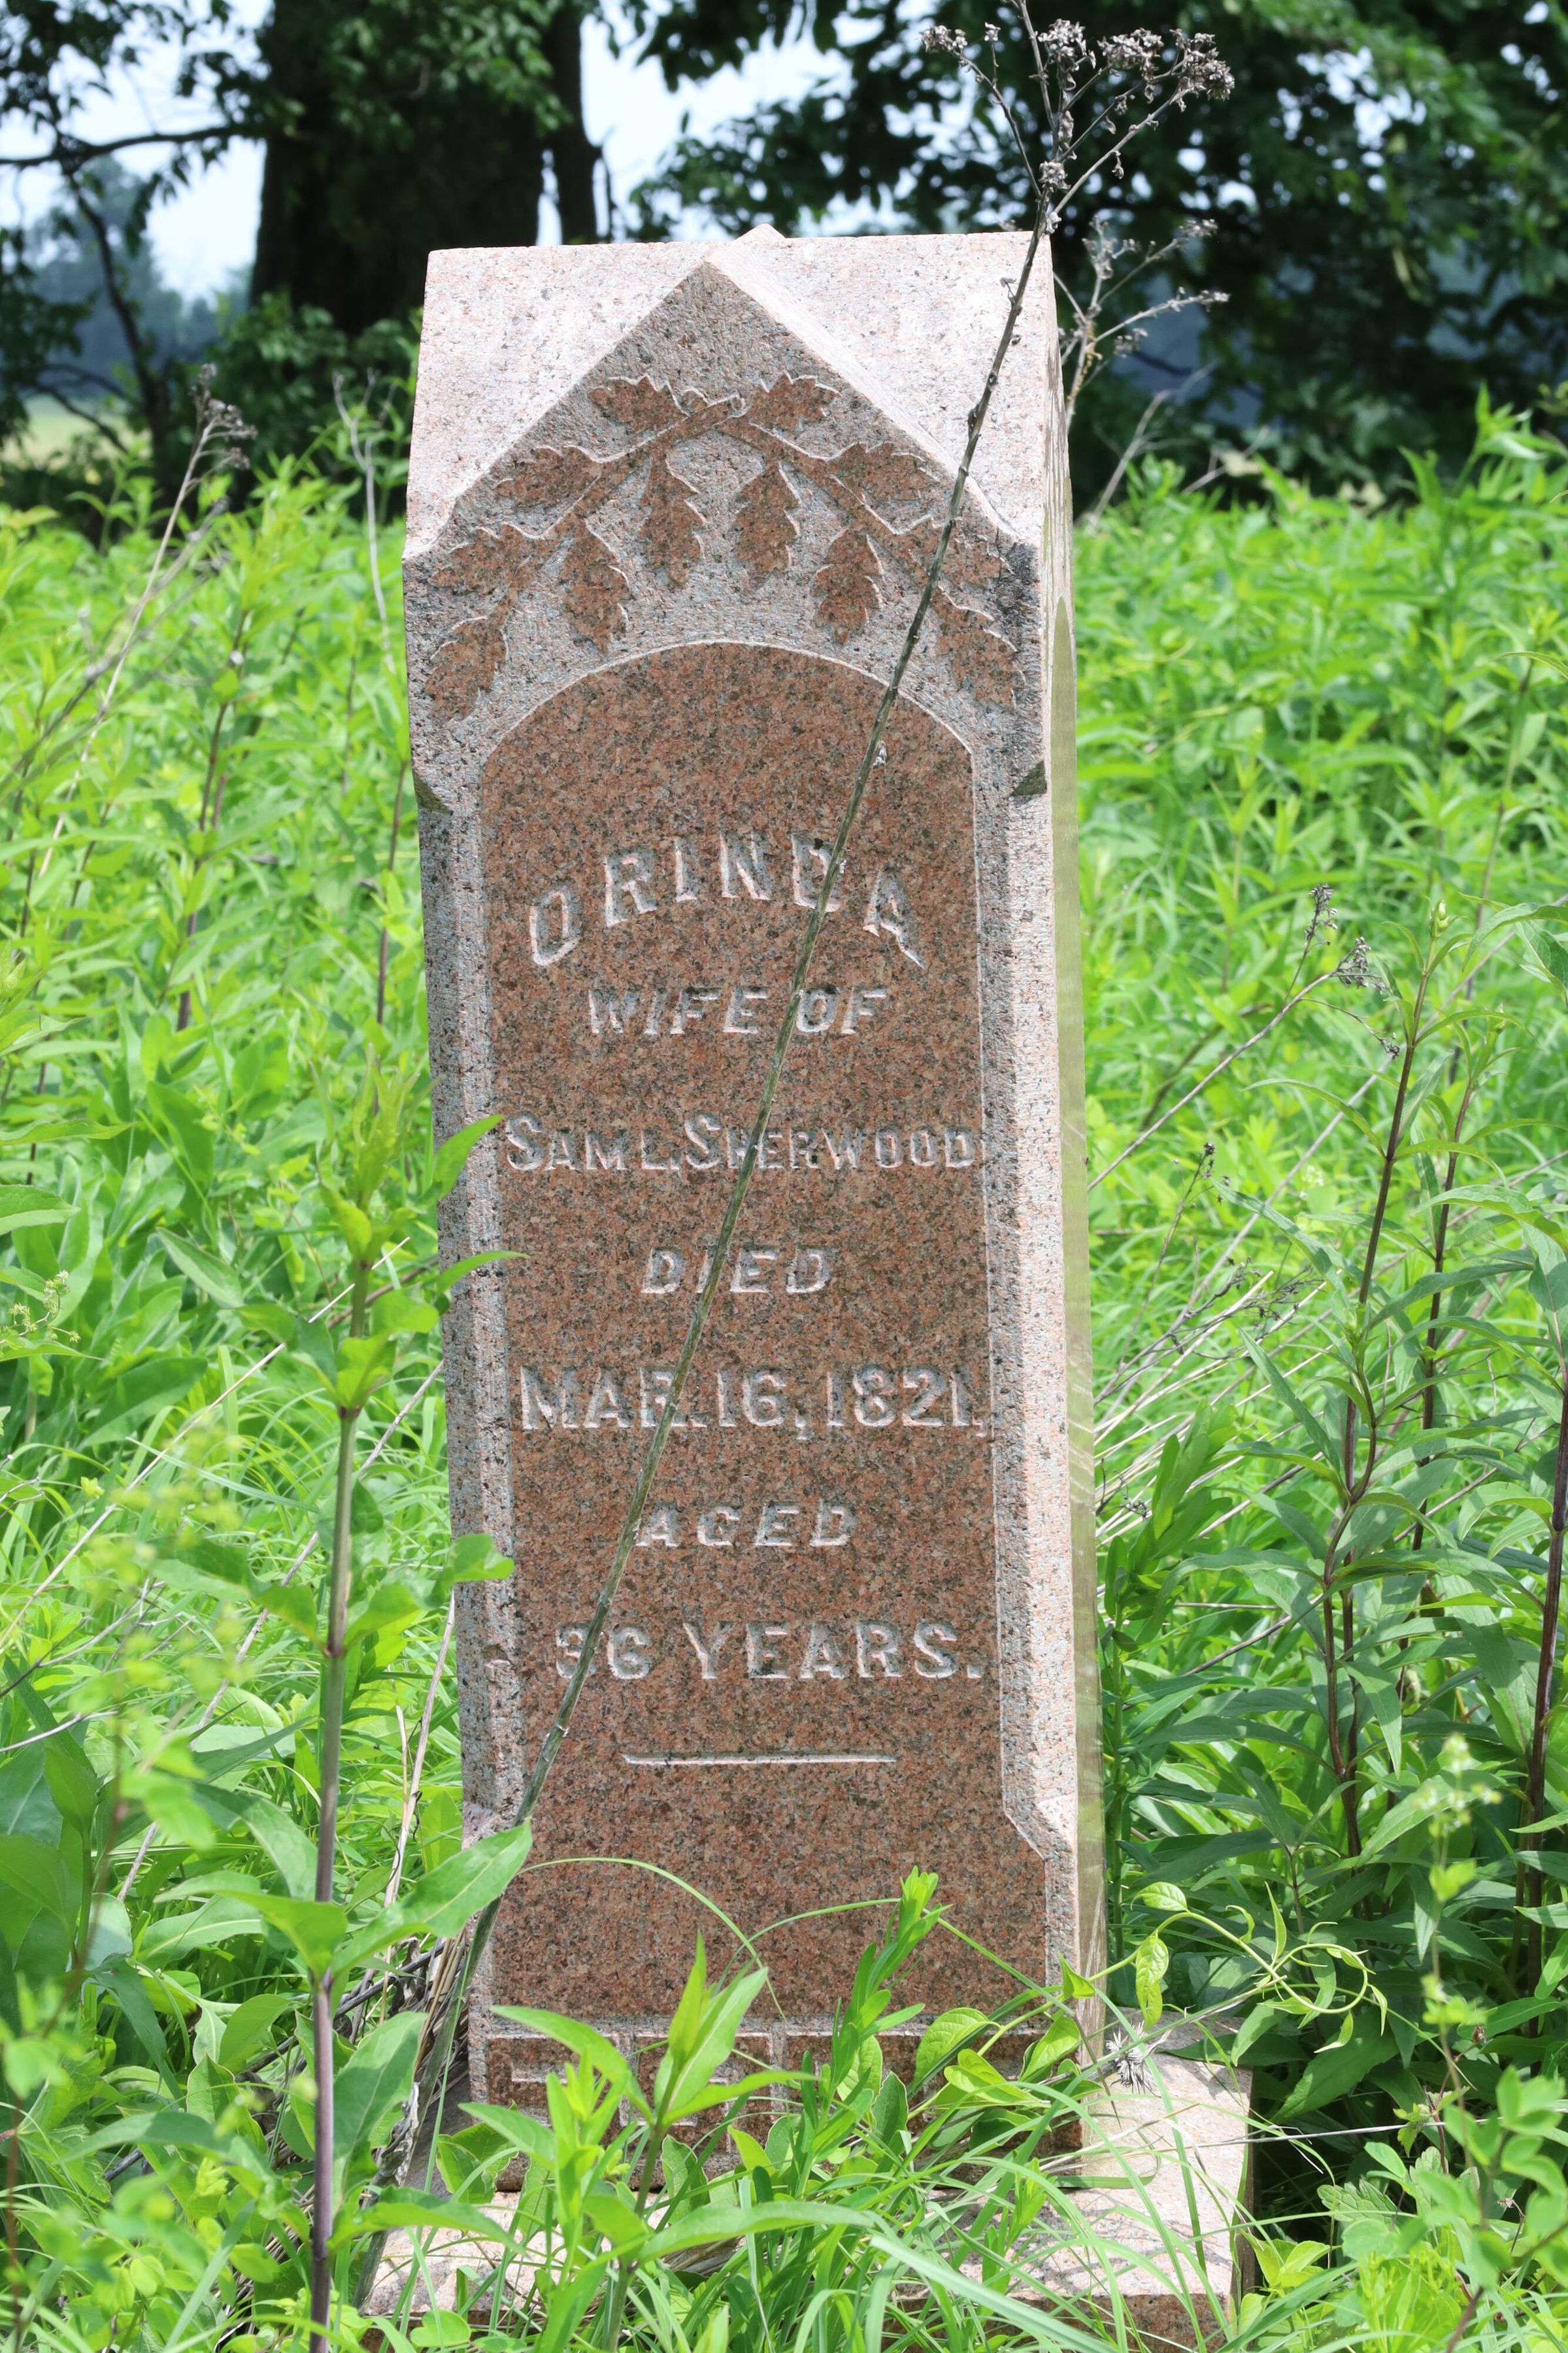 ORINDA
WIFE OF
SAML. SHERWOOD
DIED
MAR. 16, 1821,
AGED
36 YEARS.